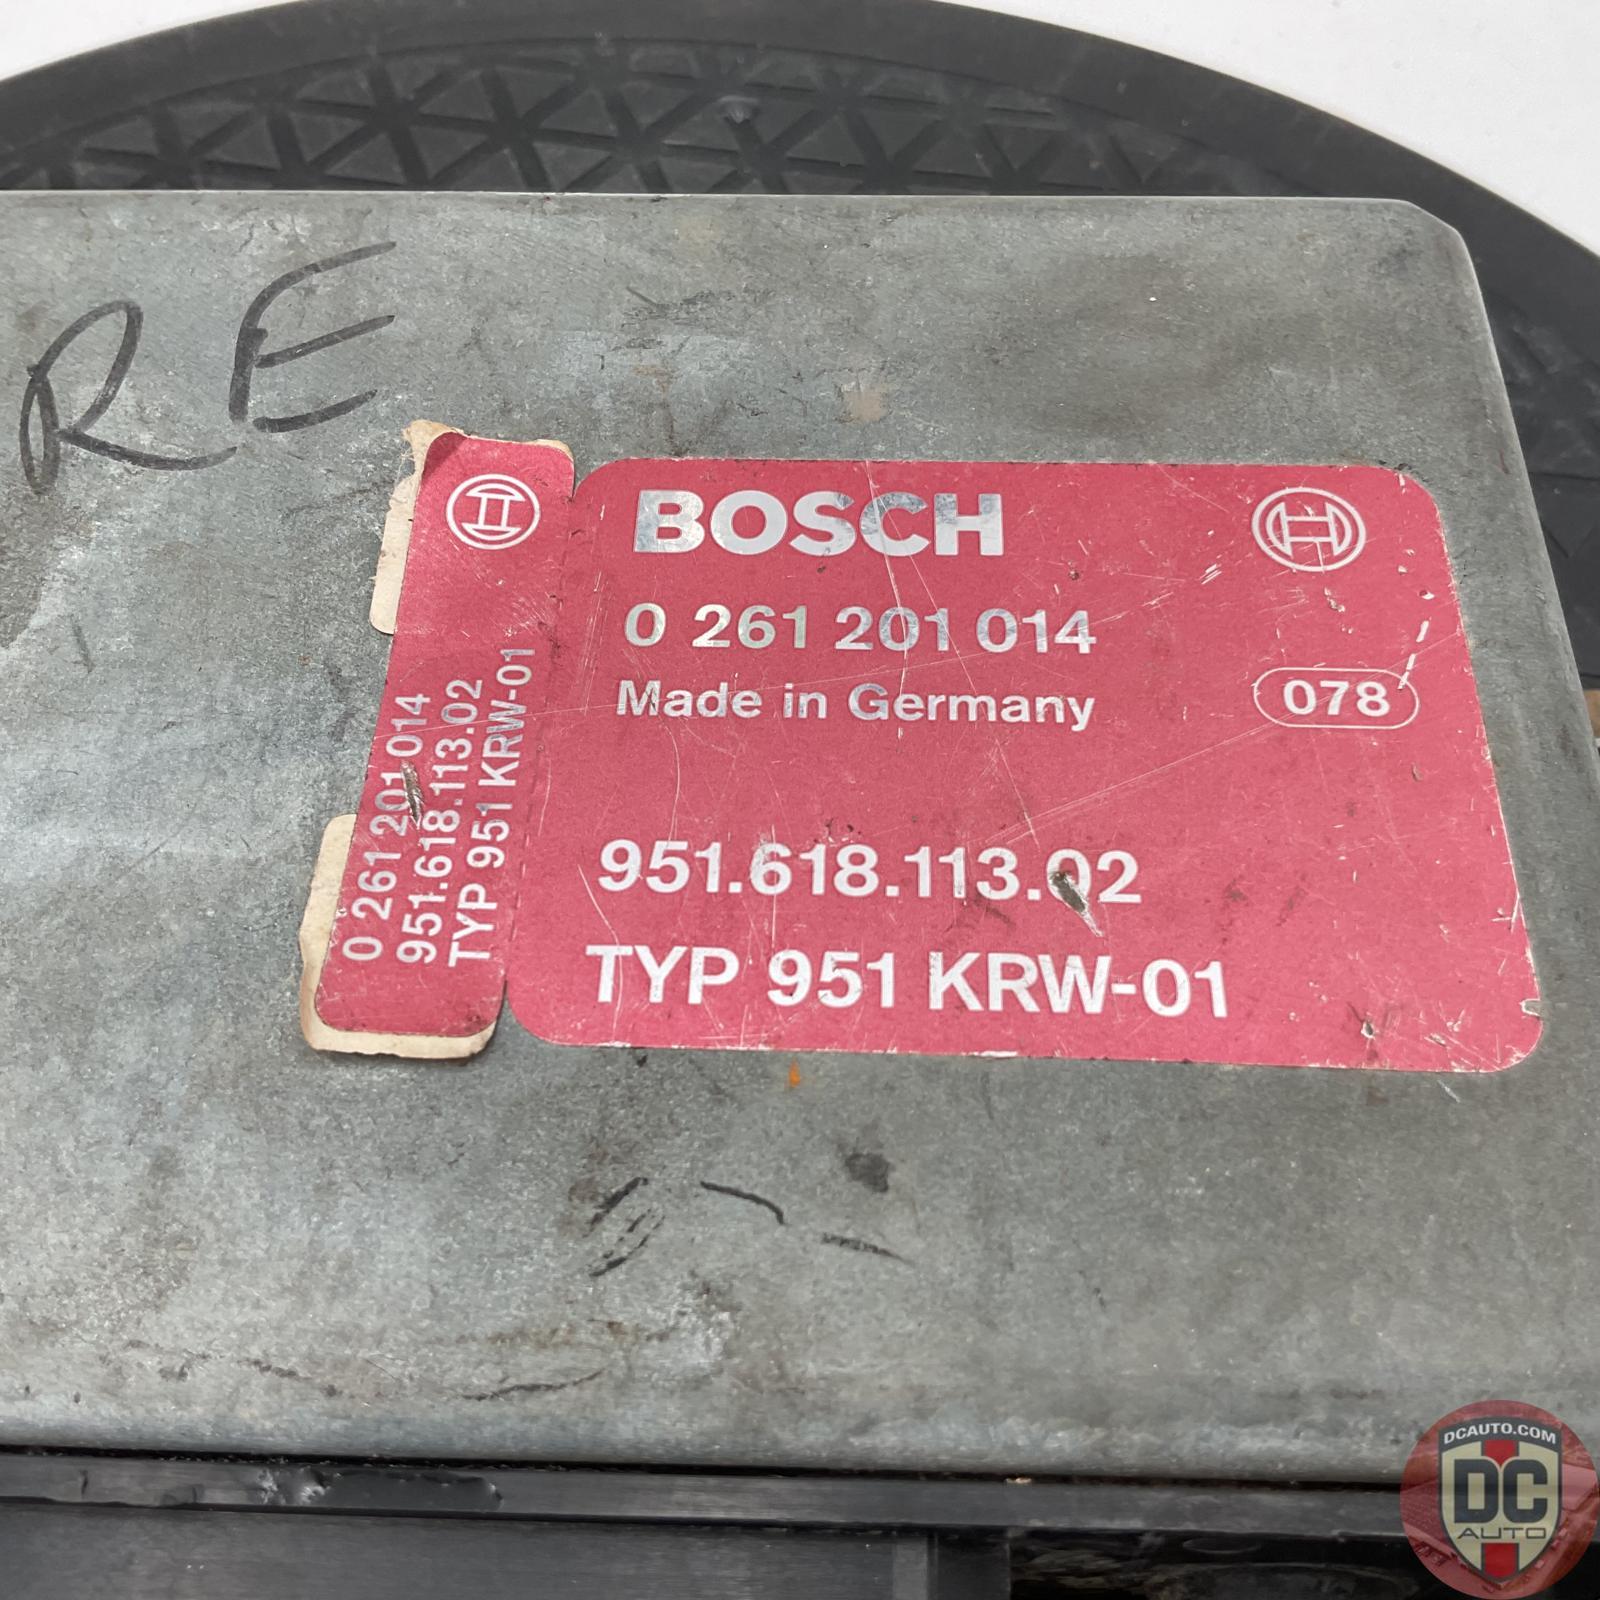 RE
BOSCH
0 261 201 014
Made in Germany
078
951.618.113.02
TYP 951 KRW-01
0 261 201 014
951.618.113.02
TYP 951 KRW-01
DCAUTO.COM
DC
AUTO